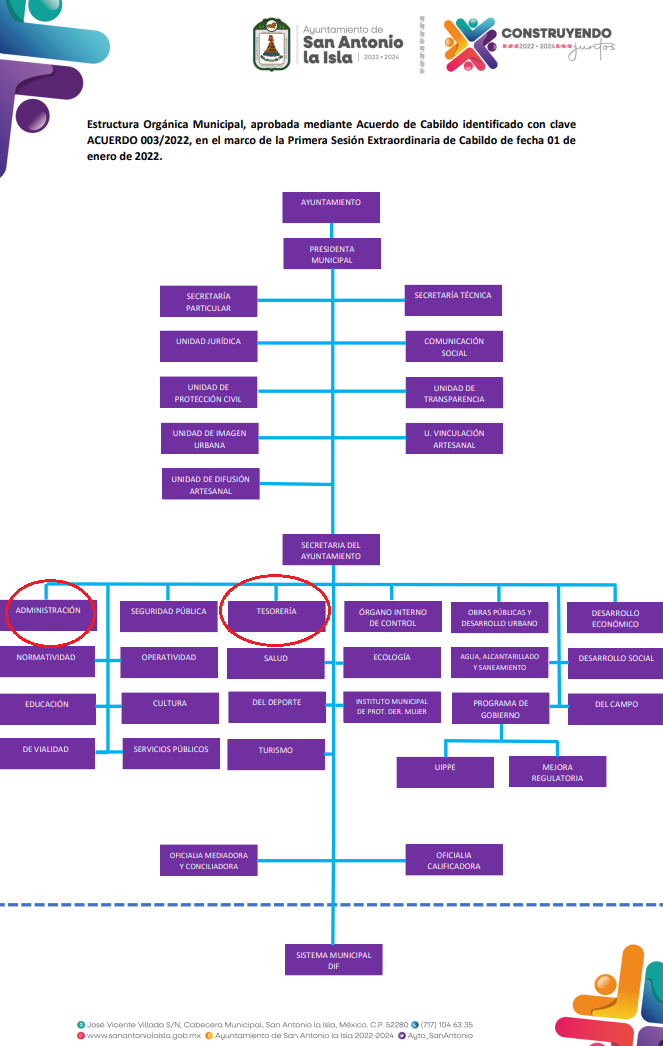 Ayuntamiento de
San Antonio
la Isla | 2022 - 2024
CONSTRUYENDO
2022 - 2024
juntos
Estructura Orgánica Municipal, aprobada mediante Acuerdo de Cabildo identificado con clave
ACUERDO 003/2022, en el marco de la Primera Sesión Extraordinaria de Cabildo de fecha 01 de
enero de 2022.
AYUNTAMIENTO
PRESIDENTA
MUNICIPAL
SECRETARÍA
PARTICULAR
SECRETARÍA TÉCNICA
UNIDAD JURÍDICA
COMUNICACIÓN
SOCIAL
UNIDAD DE
PROTECCIÓN CIVIL
UNIDAD DE
TRANSPARENCIA
UNIDAD DE IMAGEN
URBANA
U. VINCULACIÓN
ARTESANAL
UNIDAD DE DIFUSIÓN
ARTESANAL
SECRETARIA DEL
AYUNTAMIENTO
ADMINISTRACIÓN
SEGURIDAD PÚBLICA
TESORERÍA
ÓRGANO INTERNO
DE CONTROL
OBRAS PÚBLICAS Y
DESARROLLO URBANO
DESARROLLO
ECONÓMICO
NORMATIVIDAD
OPERATIVIDAD
SALUD
ECOLOGÍA
AGUA, ALCANTARILLADO
Y SANEAMIENTO
DESARROLLO SOCIAL
EDUCACIÓN
CULTURA
DEL DEPORTE
INSTITUTO MUNICIPAL
DE PROT. DER. MUJER
PROGRAMA DE
GOBIERNO
DEL CAMPO
DE VIALIDAD
SERVICIOS PÚBLICOS
TURISMO
UIPPE
MEJORA
REGULATORIA
OFICIALIA MEDIADORA
Y CONCILIADORA
OFICIALIA
CALIFICADORA
SISTEMA MUNICIPAL
DIF
José Vicente Villada S/N, Cabecera Municipal, San Antonio la Isla, México. C.P. 52280 (717) 104 63 35
www.sanantoniolaisla.gob.mx Ayuntamiento de San Antonio la Isla 2022-2024 Ayto_SanAntonio